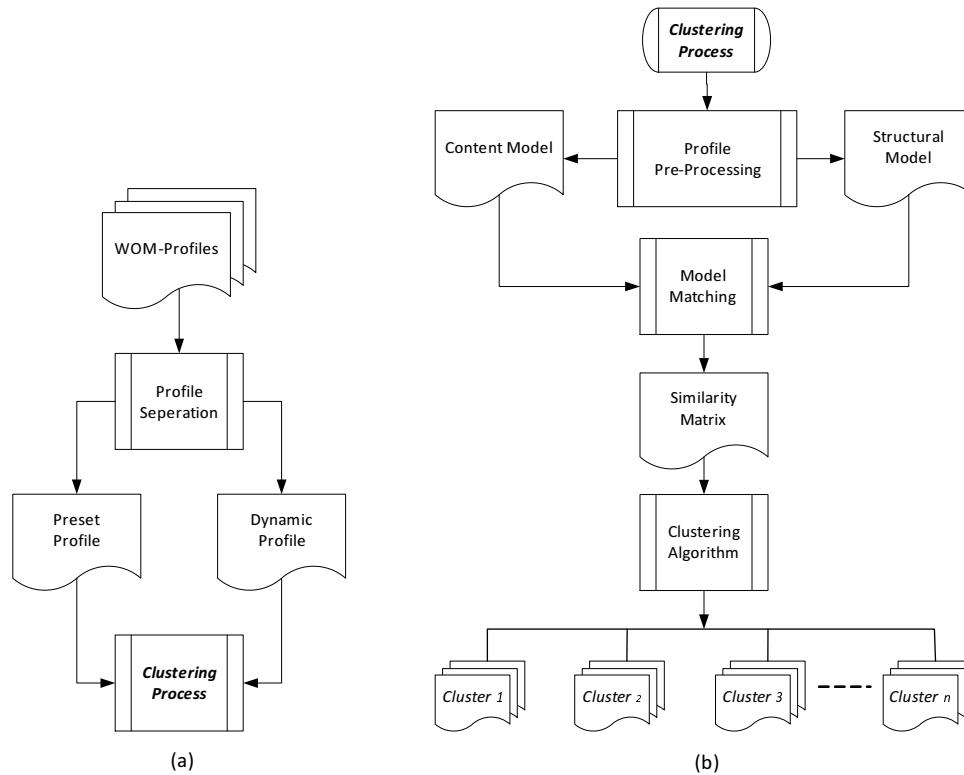 WOM-Profiles
Profile
Seperation
Preset
Profile
Dynamic
Profile
Clustering
Process
(a)
Clustering
Process
Content Model
Profile
Pre-Processing
Structural
Model
Model
Matching
Similarity
Matrix
Clustering
Algorithm
Cluster 1
Cluster 2
Cluster 3
Cluster n
(b)